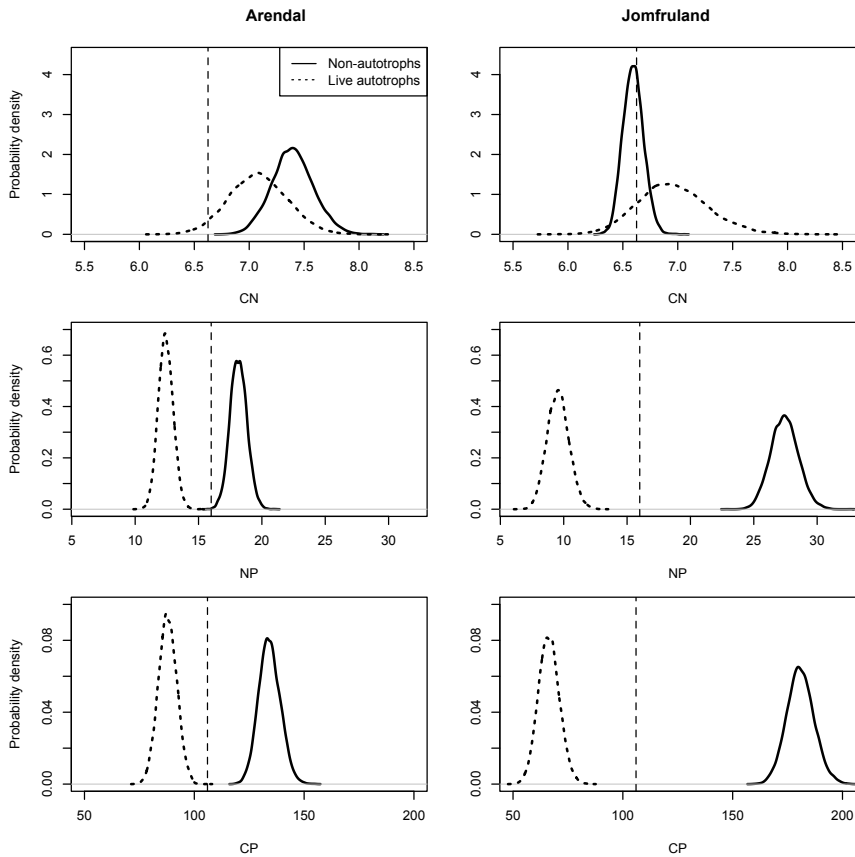 Arendal
Jomfruland
Probability density
0 1 2 3 4
Non-autotrophs
Live autotrophs
5.5 6.0 6.5 7.0 7.5 8.0 8.5
CN
0 1 2 3 4
5.5 6.0 6.5 7.0 7.5 8.0 8.5
CN
Probability density
0.0 0.2 0.4 0.6
5 10 15 20 25 30
NP
0.0 0.2 0.4 0.6
5 10 15 20 25 30
NP
Probability density
0.00 0.04 0.08
50 100 150 200
CP
0.00 0.04 0.08
50 100 150 200
CP